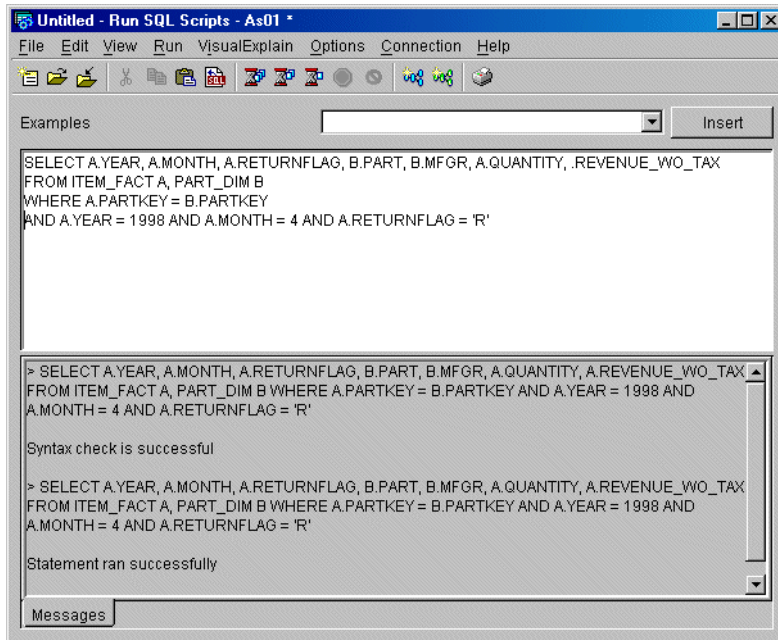 Untitled - Run SQL Scripts - As01 *
File Edit View Run VisualExplain Options Connection Help
SQL
Examples
Insert
SELECT A.YEAR, A.MONTH, A.RETURNFLAG, B.PART, B.MFGR, A.QUANTITY, .REVENUE_WO_TAX
FROM ITEM_FACT A, PART_DIM B
WHERE A.PARTKEY = B.PARTKEY
AND A.YEAR = 1998 AND A.MONTH = 4 AND A.RETURNFLAG = 'R'
> SELECT A.YEAR, A.MONTH, A.RETURNFLAG, B.PART, B.MFGR, A.QUANTITY, A.REVENUE_WO_TAX
FROM ITEM_FACT A, PART_DIM B WHERE A.PARTKEY = B.PARTKEY AND A.YEAR = 1998 AND
A.MONTH = 4 AND A.RETURNFLAG = 'R'
Syntax check is successful
> SELECT A.YEAR, A.MONTH, A.RETURNFLAG, B.PART, B.MFGR, A.QUANTITY, A.REVENUE_WO_TAX
FROM ITEM_FACT A, PART_DIM B WHERE A.PARTKEY = B.PARTKEY AND A.YEAR = 1998 AND
A.MONTH = 4 AND A.RETURNFLAG = 'R'
Statement ran successfully
Messages